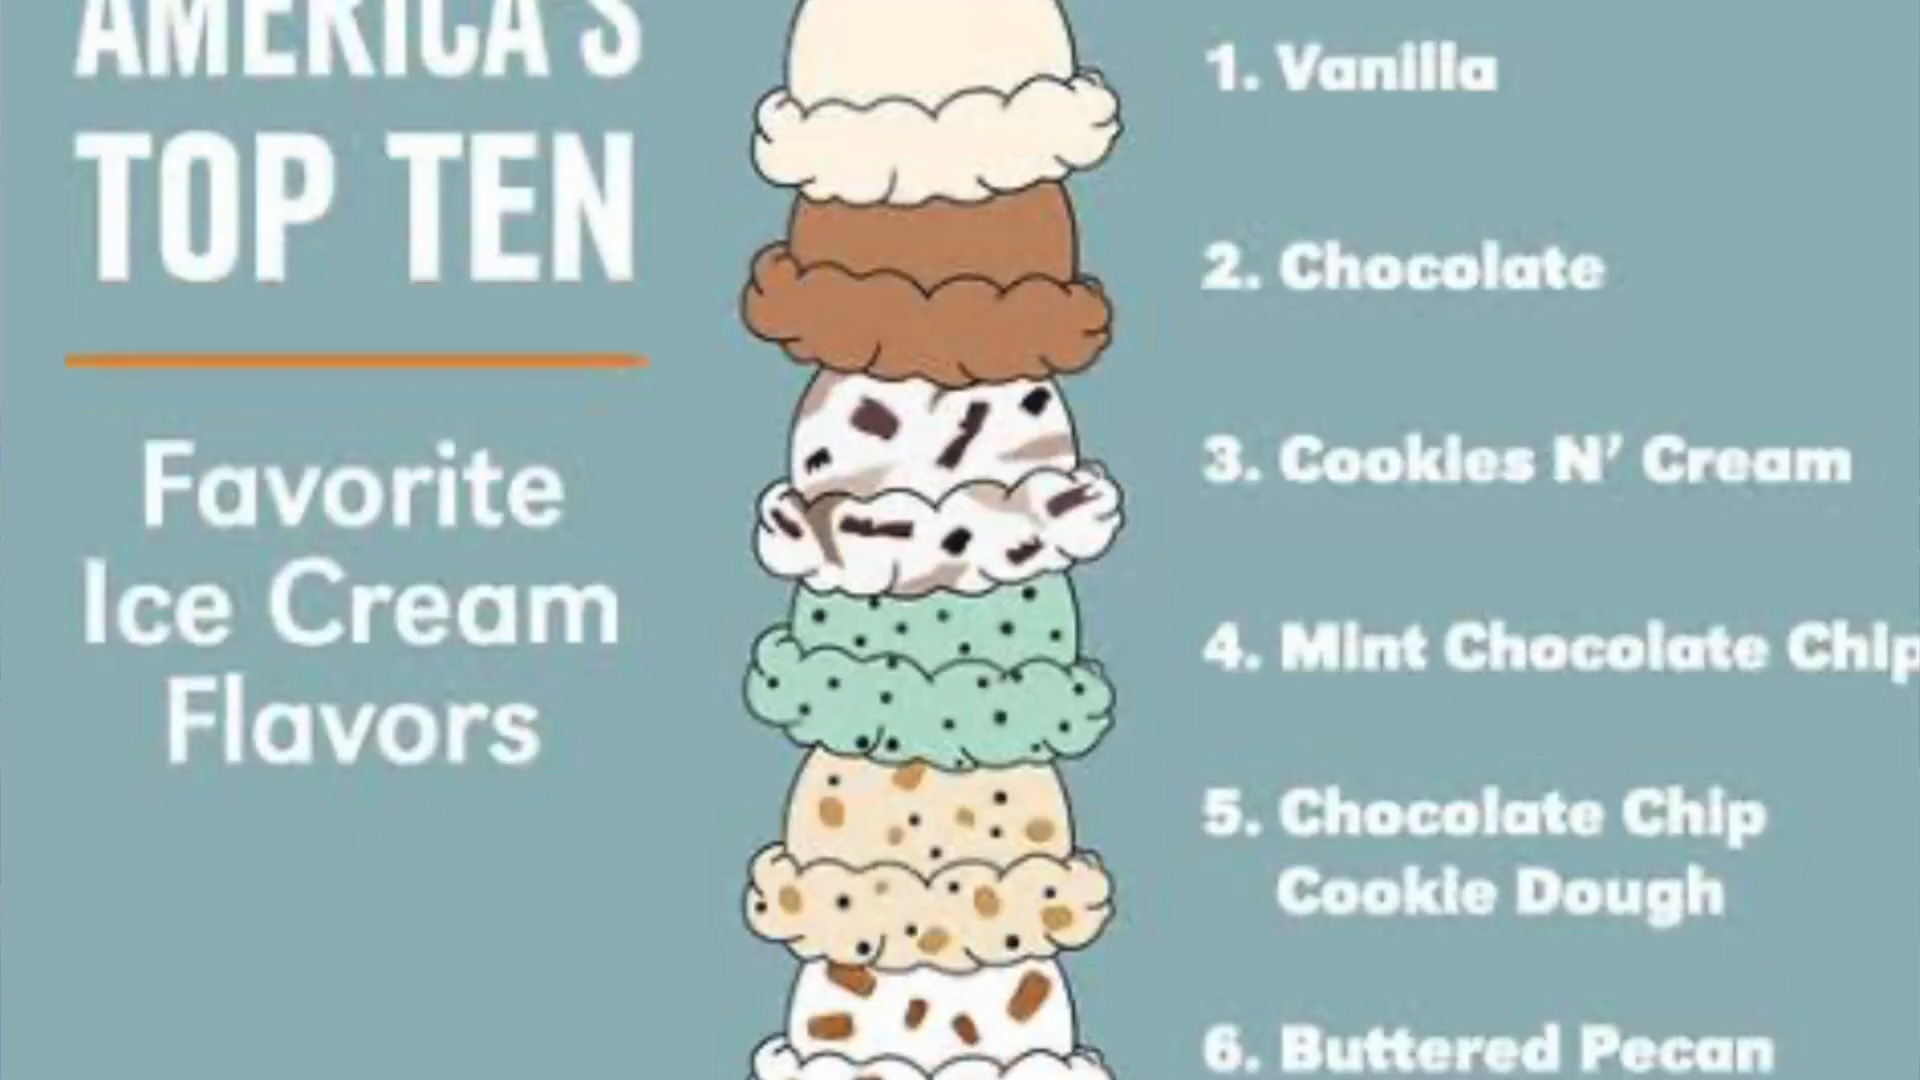 AMERICA'S
TOP TEN
Favorite
Ice Cream
Flavors
1. Vanilla
2. Chocolate
3. Cookies N' Cream
4. Mint Chocolate Chip
5. Chocolate Chip
Cookie Dough
6. Buttered Pecan